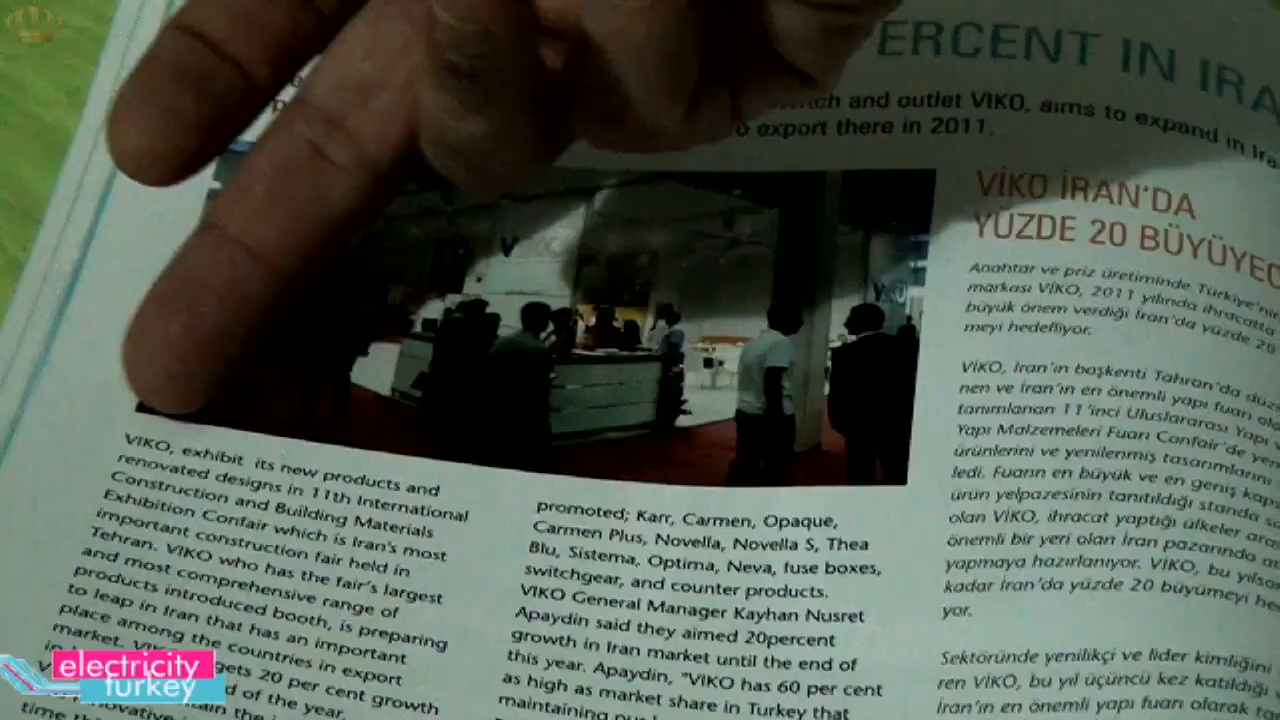 ERCENT IN IRA
and outlet VIKO, aims to expand in Ira
export there in 2011.
VİKO İRAN'DA
YÜZDE 20 BÜYÜYEC
Anahtar ve priz üretiminde Türkiye'nin
markası VİKO, 2011 yılında ihracatta
büyük önem verdiği İran'da yüzde 20
meyi hedefliyor.
VİKO, İran'ın başkenti Tahran'da düze
nen ve İran'ın en önemli yapı fuarı ola
tanımlanan 11'inci Uluslararası Yapı
Yapı Malzemeleri Fuarı Confair'de yen
ürünlerini ve yenilenmiş tasarımlarını
ledi. Fuarın en büyük ve en geniş kap
ürün yelpazesinin tanıtıldığı standa sa
olan VİKO, ihracat yaptığı ülkeler aras
önemli bir yeri olan İran pazarında at
yapmaya hazırlanıyor. VİKO, bu yılso
kadar İran'da yüzde 20 büyümeyi he
yor.
Sektöründe yenilikçi ve lider kimliğini
ren VİKO, bu yıl üçüncü kez katıldığı
İran'ın en önemli yapı fuarı olarak ta
VIKO, exhibit its new products and
renovated designs in 11th International
Construction and Building Materials
Exhibition Confair which is Iran's most
important construction fair held in
Tehran. VIKO who has the fair's largest
and most comprehensive range of
products introduced booth, is preparing
to leap in Iran that has an important
place among the countries in export
market. gets 20 per cent growth
of the year.
time
promoted; Karr, Carmen, Opaque,
Carmen Plus, Novella, Novella S, Thea
Blu, Sistema, Optima, Neva, fuse boxes,
switchgear, and counter products.
VIKO General Manager Kayhan Nusret
Apaydin said they aimed 20percent
growth in Iran market until the end of
this year. Apaydin, "VIKO has 60 per cent
as high as market share in Turkey that
maintaining
electricity
turkey